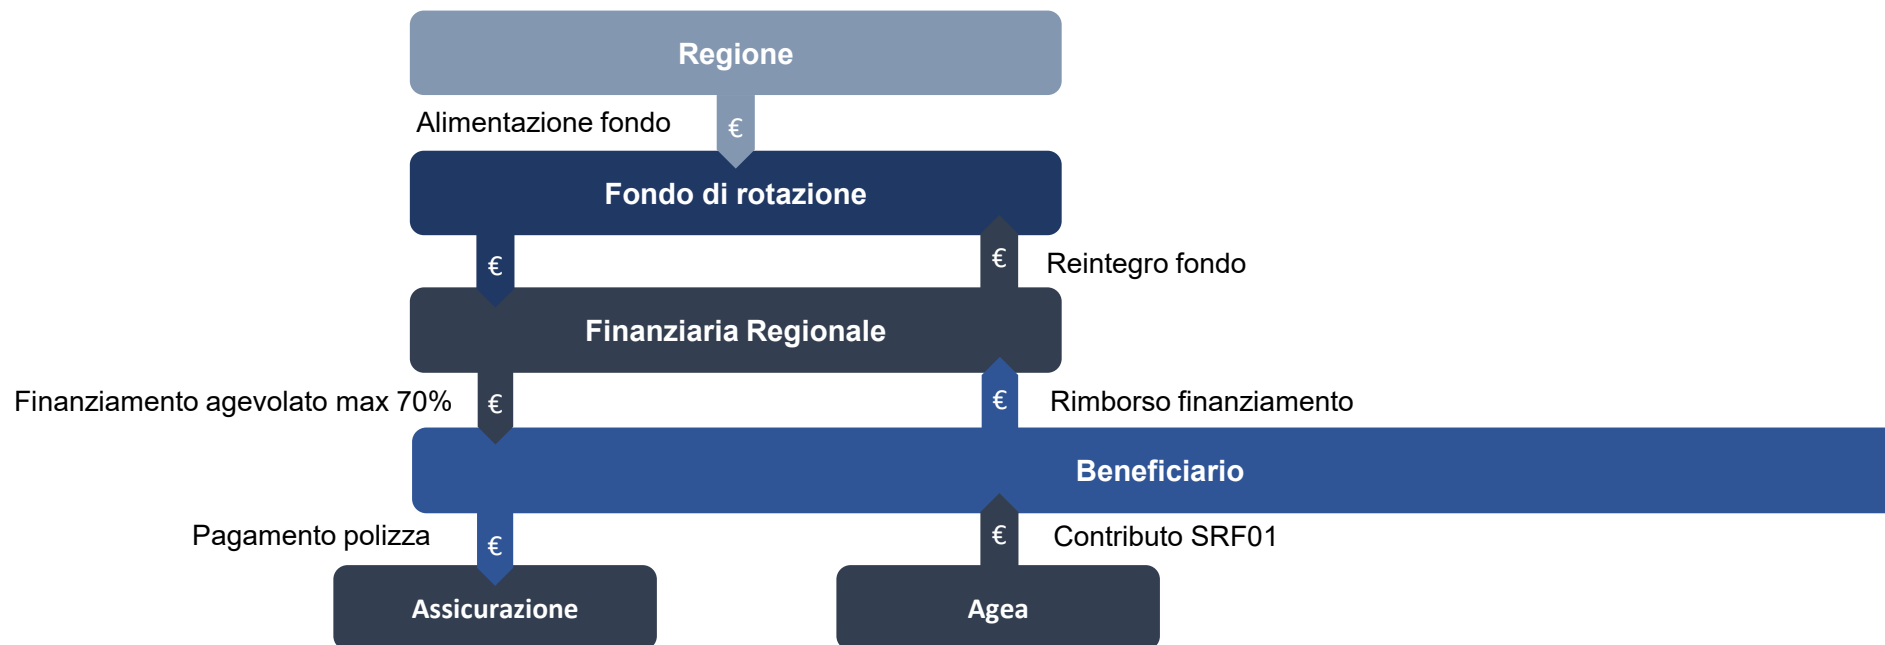 Regione
Alimentazione fondo
€
Fondo di rotazione
€
€
Reintegro fondo
Finanziaria Regionale
Finanziamento agevolato max 70%
€
€
Rimborso finanziamento
Beneficiario
Pagamento polizza
€
€
Contributo SRF01
Assicurazione
Agea